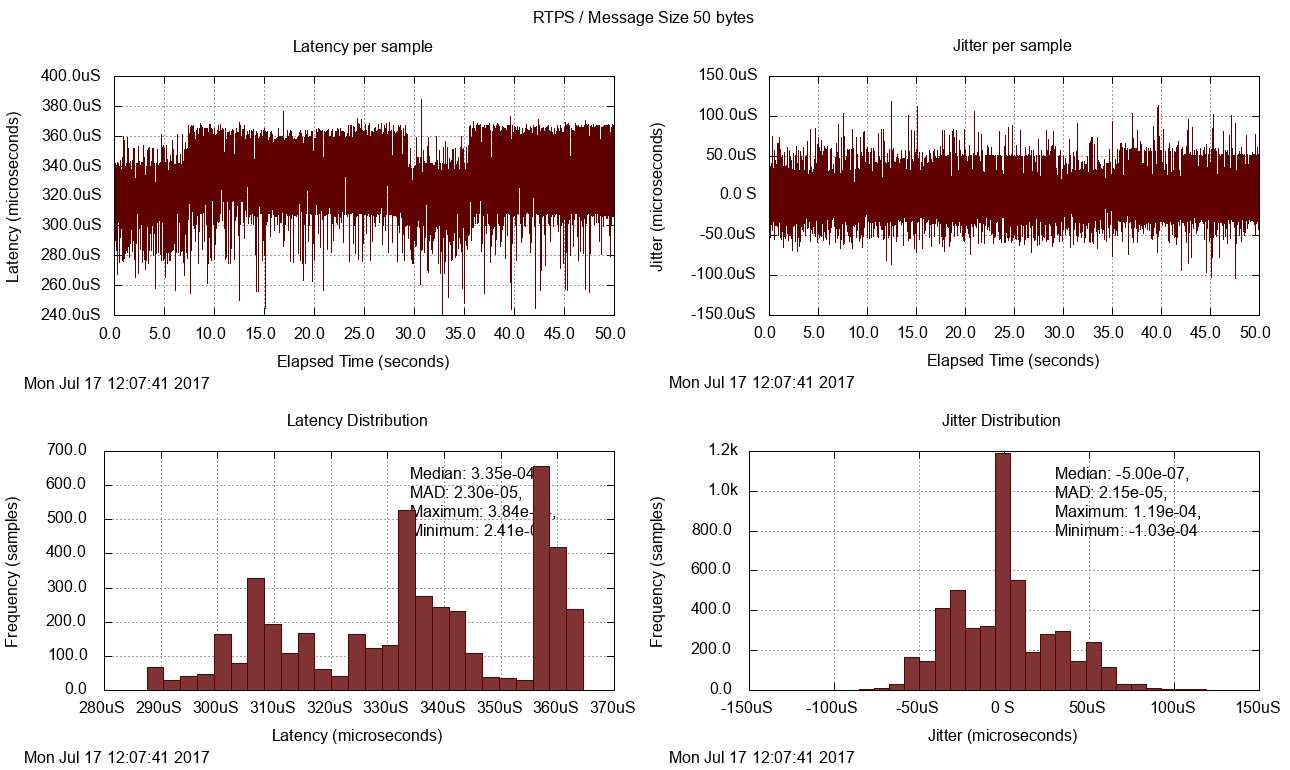 RTPS / Message Size 50 bytes
Latency per sample
400.0uS
380.0uS
360.0uS
340.0uS
320.0uS
300.0uS
280.0uS
260.0uS
240.0uS
Latency (microseconds)
0.0 5.0 10.0 15.0 20.0 25.0 30.0 35.0 40.0 45.0 50.0
Elapsed Time (seconds)
Mon Jul 17 12:07:41 2017
Jitter per sample
150.0uS
100.0uS
50.0uS
0.0 S
-50.0uS
-100.0uS
-150.0uS
Jitter (microseconds)
0.0 5.0 10.0 15.0 20.0 25.0 30.0 35.0 40.0 45.0 50.0
Elapsed Time (seconds)
Mon Jul 17 12:07:41 2017
Latency Distribution
700.0
600.0
500.0
400.0
300.0
200.0
100.0
0.0
Frequency (samples)
Median: 3.35e-04
MAD: 2.30e-05,
Maximum: 3.84e-
Minimum: 2.41e-
280uS 290uS 300uS 310uS 320uS 330uS 340uS 350uS 360uS 370uS
Latency (microseconds)
Mon Jul 17 12:07:41 2017
Jitter Distribution
1.2k
1.0k
800.0
600.0
400.0
200.0
0.0
Frequency (samples)
Median: -5.00e-07,
MAD: 2.15e-05,
Maximum: 1.19e-04,
Minimum: -1.03e-04
-150uS -100uS -50uS 0 S 50uS 100uS 150uS
Jitter (microseconds)
Mon Jul 17 12:07:41 2017